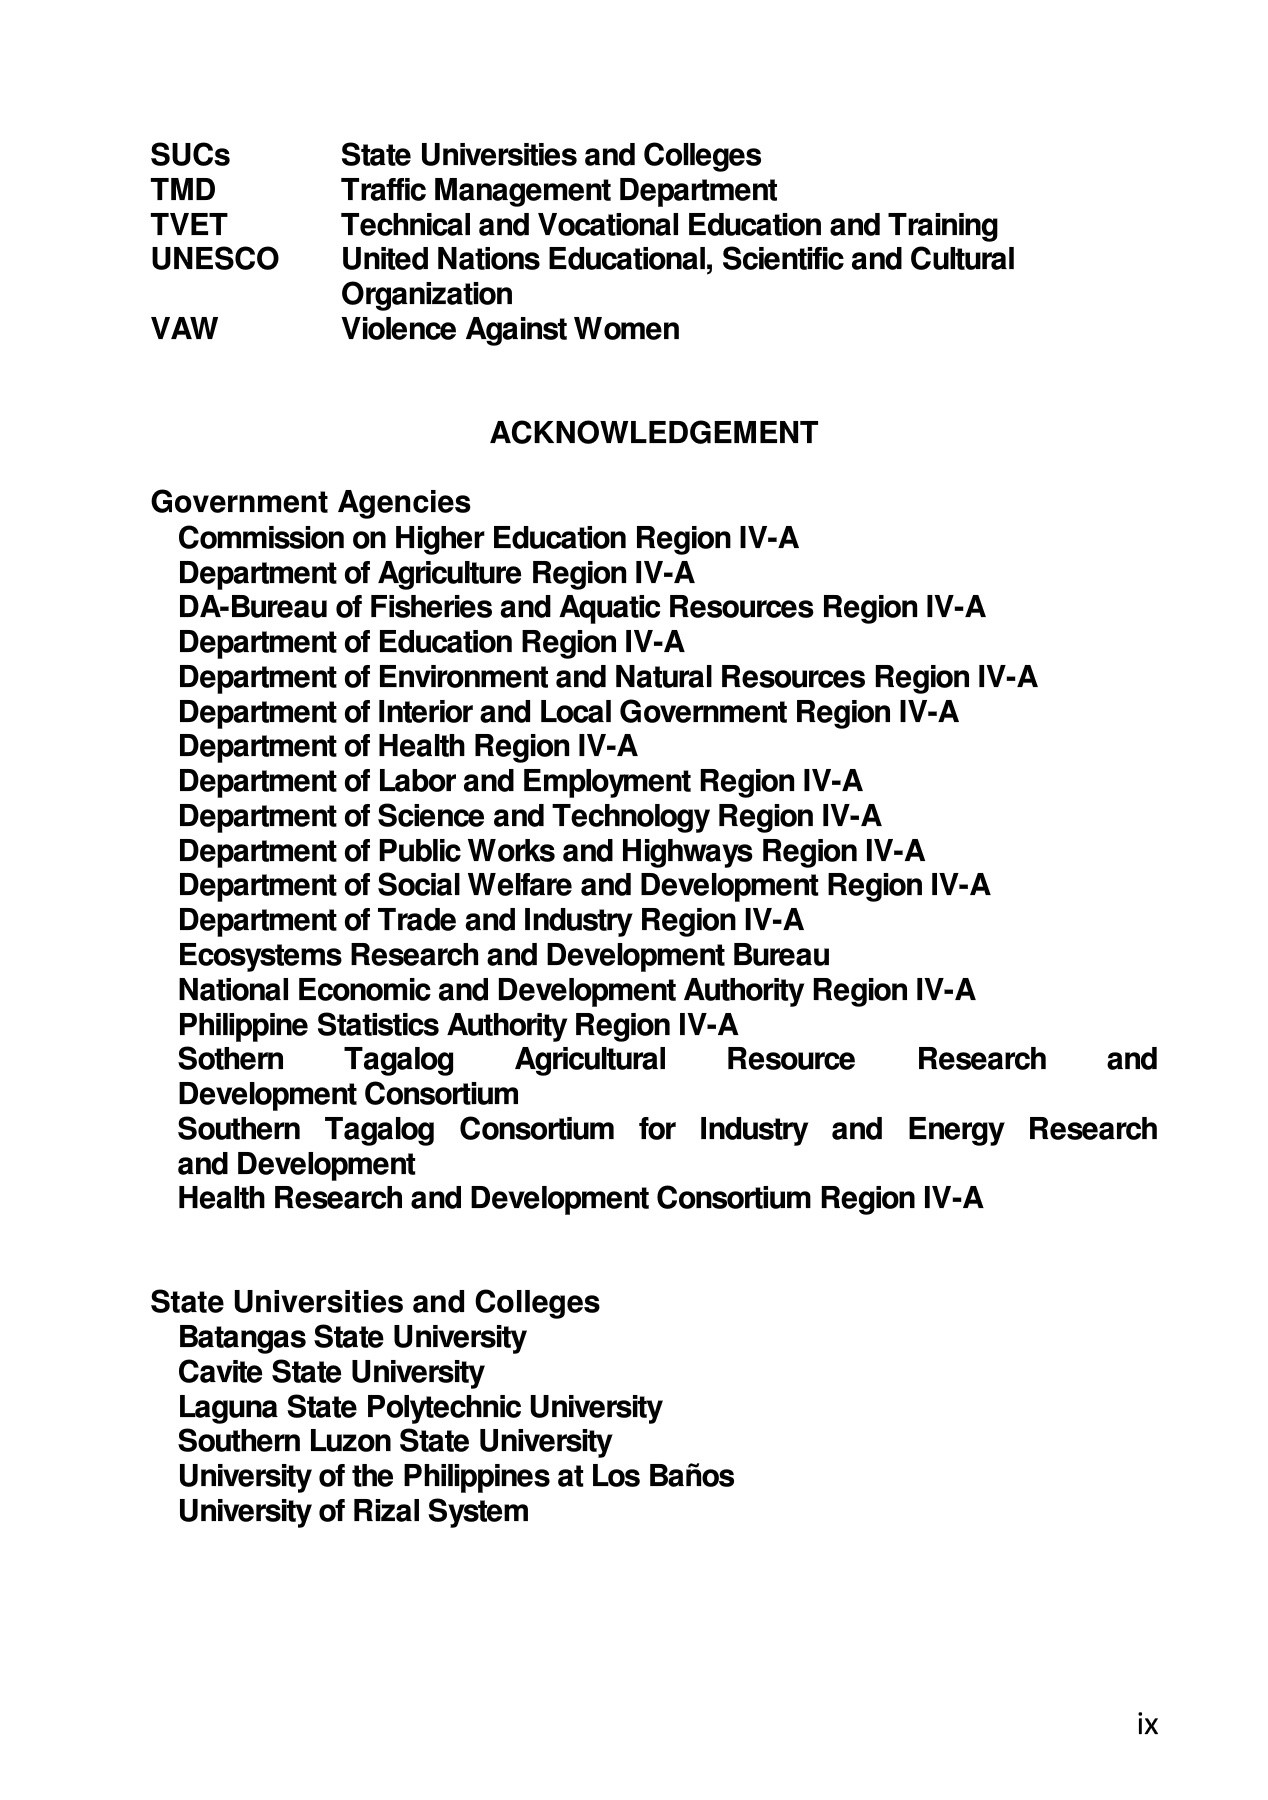 SUCs State Universities and Colleges
TMD Traffic Management Department
TVET Technical and Vocational Education and Training
UNESCO United Nations Educational, Scientific and Cultural
Organization
VAW Violence Against Women
ACKNOWLEDGEMENT
Government Agencies
Commission on Higher Education Region IV-A
Department of Agriculture Region IV-A
DA-Bureau of Fisheries and Aquatic Resources Region IV-A
Department of Education Region IV-A
Department of Environment and Natural Resources Region IV-A
Department of Interior and Local Government Region IV-A
Department of Health Region IV-A
Department of Labor and Employment Region IV-A
Department of Science and Technology Region IV-A
Department of Public Works and Highways Region IV-A
Department of Social Welfare and Development Region IV-A
Department of Trade and Industry Region IV-A
Ecosystems Research and Development Bureau
National Economic and Development Authority Region IV-A
Philippine Statistics Authority Region IV-A
Sothern Tagalog Agricultural Resource Research and
Development Consortium
Southern Tagalog Consortium for Industry and Energy Research
and Development
Health Research and Development Consortium Region IV-A
State Universities and Colleges
Batangas State University
Cavite State University
Laguna State Polytechnic University
Southern Luzon State University
University of the Philippines at Los Baños
University of Rizal System
ix